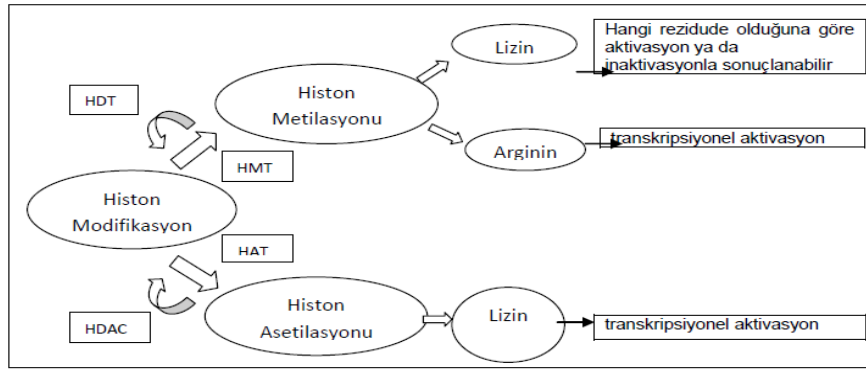 Lizin
Hangi rezidude olduğuna göre
aktivasyon ya da
inaktivasyonla sonuçlanabilir
HDT
Histon
Metilasyonu
Arginin
transkripsiyonel aktivasyon
HMT
Histon
Modifikasyon
HAT
HDAC
Histon
Asetilasyonu
Lizin
transkripsiyonel aktivasyon